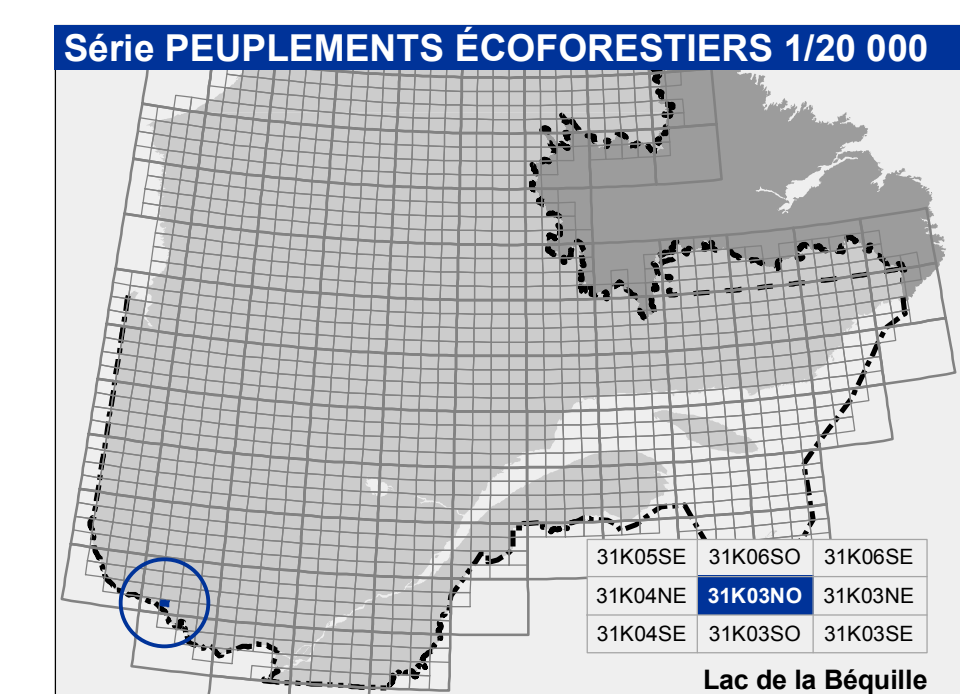 Série PEUPLEMENTS ÉCOFORESTIERS 1/20 000
31K05SE 31K06SO 31K06SE
31K04NE 31K03NO 31K03NE
31K04SE 31K03SO 31K03SE
Lac de la Béquille